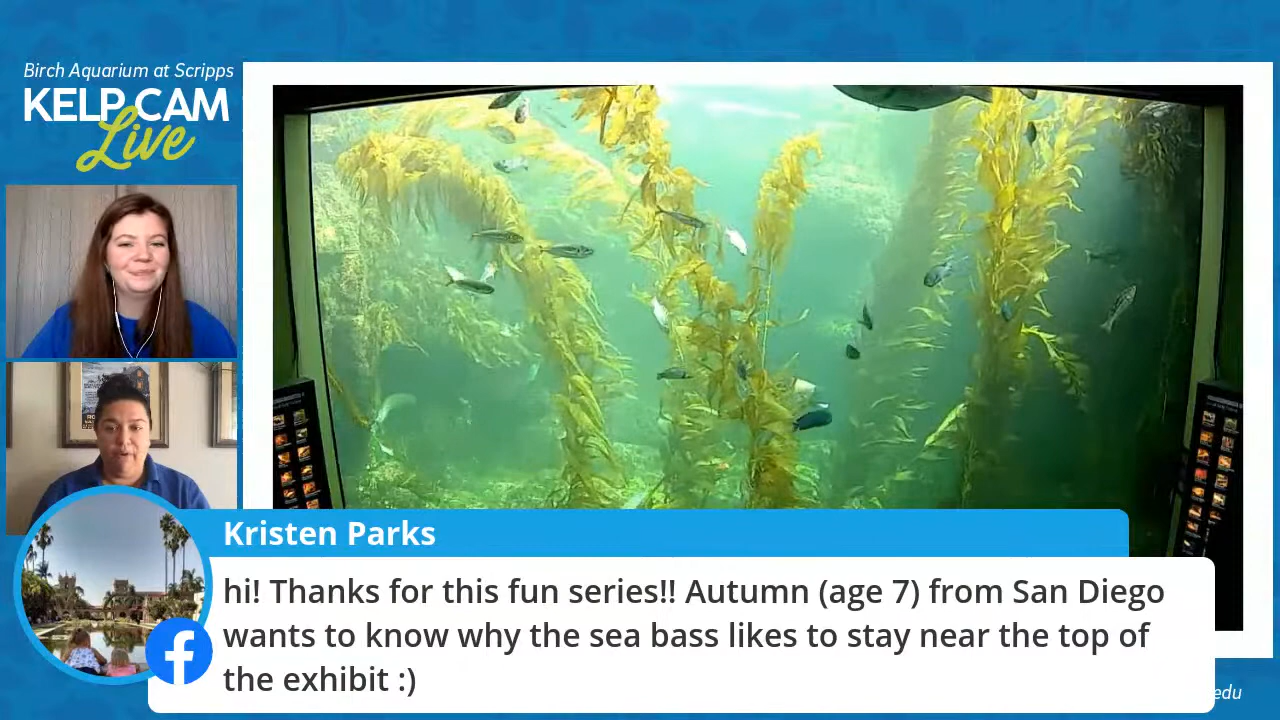 Birch Aquarium at Scripps
KELP CAM
Live
Kristen Parks
hi! Thanks for this fun series!! Autumn (age 7) from San Diego
wants to know why the sea bass likes to stay near the top of
the exhibit :)
edu